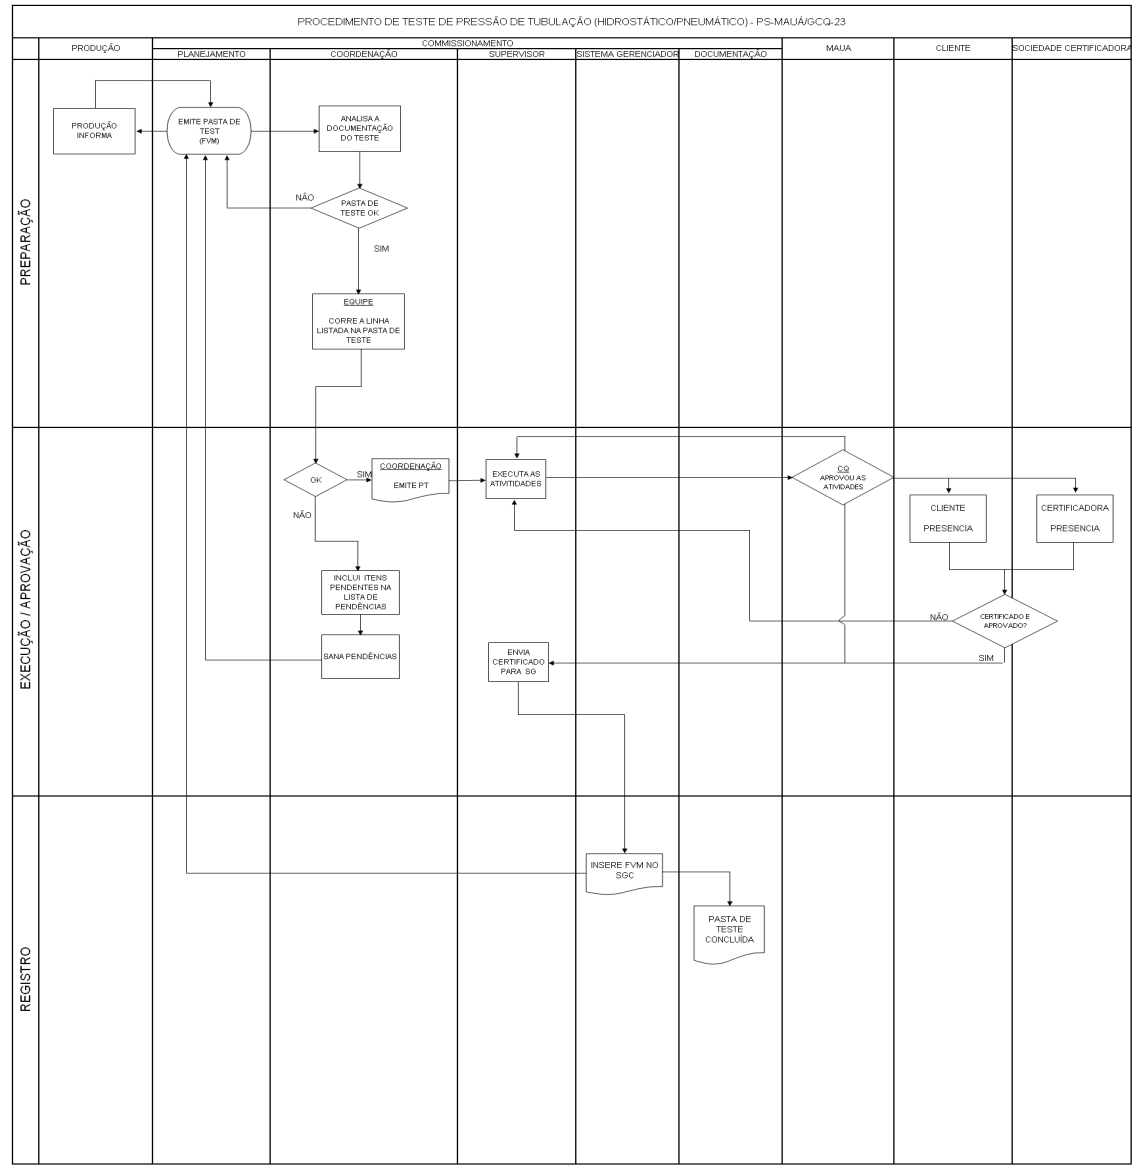 PROCEDIMENTO DE TESTE DE PRESSÃO DE TUBULAÇÃO (HIDROSTÁTICO/PNEUMÁTICO) - PS-MAUÁ/GCQ-23
PRODUÇÃO
COMMISSIONAMENTO
MAUA
CLIENTE
SOCIEDADE CERTIFICADORA
PLANEJAMENTO
COORDENAÇÃO
SUPERVISOR
SISTEMA GERENCIADOR
DOCUMENTAÇÃO
PREPARAÇÃO
PRODUÇÃO
INFORMA
EMITE PASTA DE
TEST
(FVM)
ANALISA A
DOCUMENTAÇÃO
DO TESTE
NÃO
PASTA DE
TESTE OK
SIM
EQUIPE
CORRE A LINHA
LISTADA NA PASTA DE
TESTE
EXECUÇÃO / APROVAÇÃO
OK
SIM
COORDENAÇÃO
EMITE PT
EXECUTA AS
ATIVITIDADES
CQ
APROVOU AS
ATIVIDADES
CLIENTE
PRESENCIA
CERTIFICADORA
PRESENCIA
NÃO
INCLUI ITENS
PENDENTES NA
LISTA DE
PENDÊNCIAS
SANA PENDÊNCIAS
NÃO
CERTIFICADO E
APROVADO?
SIM
ENVIA
CERTIFICADO
PARA SG
REGISTRO
INSERE FVM NO
SGC
PASTA DE
TESTE
CONCLUÍDA